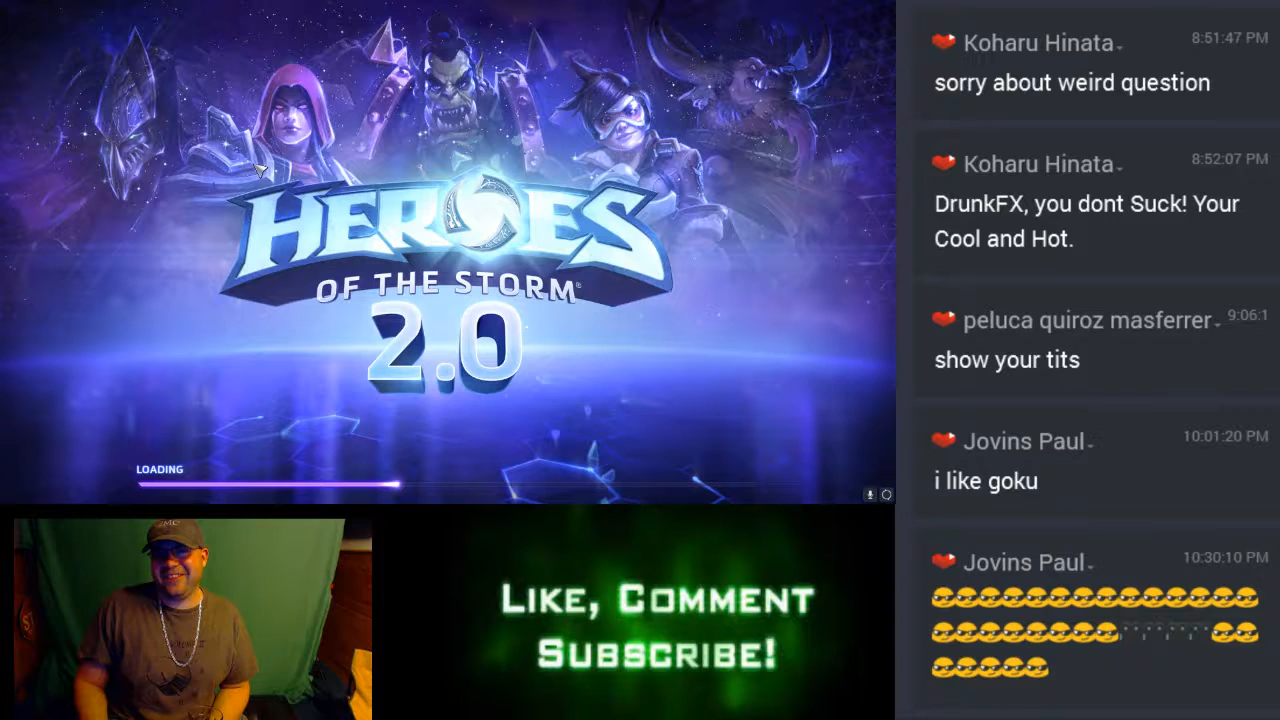 HEROES
OF THE STORM
2.0
LOADING
LIKE, COMMENT
SUBSCRIBE!
Koharu Hinata
8:51:47 PM
sorry about weird question
Koharu Hinata
8:52:07 PM
DrunkFX, you dont Suck! Your
Cool and Hot.
peluca quiroz masferrer
9:06:1
show your tits
Jovins Paul
10:01:20 PM
i like goku
Jovins Paul
10:30:10 PM
😎😎😎😎😎😎😎😎😎😎😎😎😎😎
😎😎😎😎😎😎😎😎 😎😎
😎😎😎😎😎